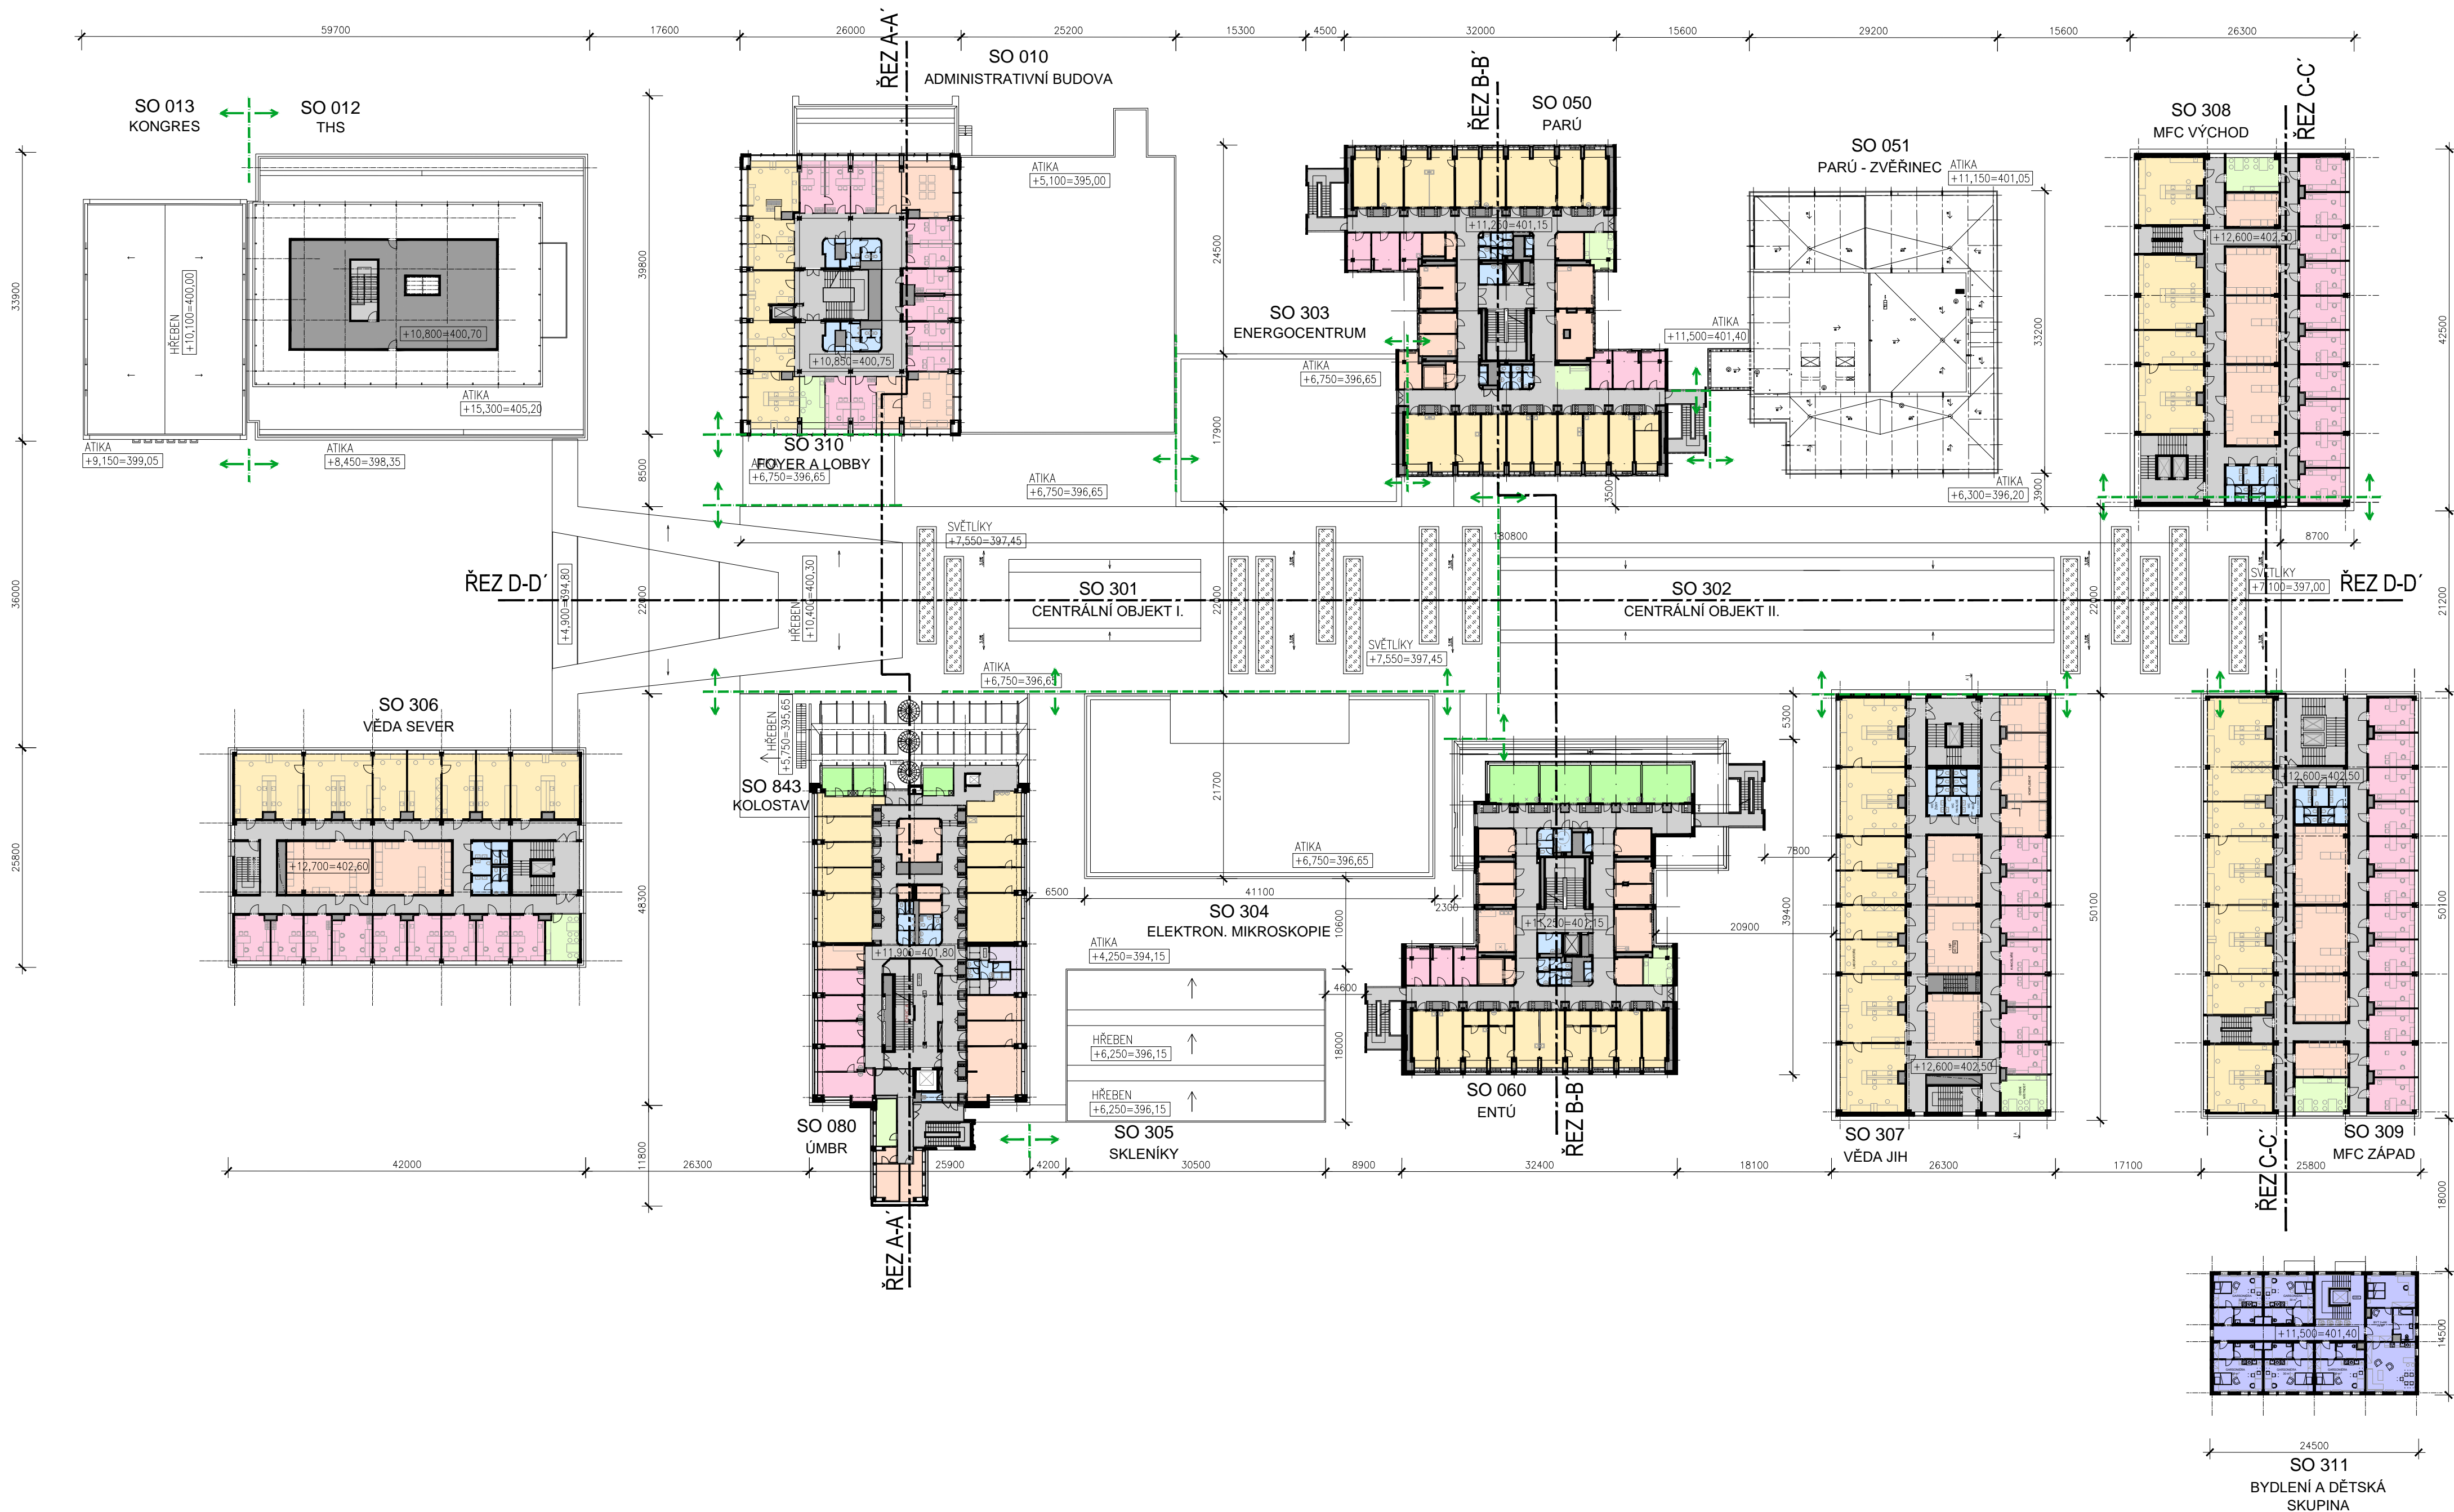 59700
17600
26000
25200
15300
4500
32000
15600
29200
15600
26300
ŘEZ A-A´
ŘEZ B-B´
ŘEZ C-C´
SO 013
KONGRES
SO 012
THS
SO 010
ADMINISTRATIVNÍ BUDOVA
SO 050
PARÚ
SO 051
PARÚ - ZVĚŘINEC
SO 308
MFC VÝCHOD
ATIKA
+5,100=395,00
ATIKA
+11,150=401,05
33900
39800
24500
33200
42500
HŘEBEN
+10,100=400,00
+10,800=400,70
+10,850=400,75
+11,250=401,15
+12,600=402,50
SO 303
ENERGOCENTRUM
ATIKA
+6,750=396,65
ATIKA
+11,500=401,40
ATIKA
+15,300=405,20
ATIKA
+9,150=399,05
ATIKA
+8,450=398,35
SO 310
FOYER A LOBBY
ATIKA
+6,750=396,65
ATIKA
+6,750=396,65
ATIKA
+6,300=396,20
8500
17900
3500
3900
SVĚTLÍKY
+7,550=397,45
180800
8700
36000
ŘEZ D-D´
+4,900=394,80
22000
HŘEBEN
+10,400=400,30
SO 301
CENTRÁLNÍ OBJEKT I.
22000
SO 302
CENTRÁLNÍ OBJEKT II.
22000
SVĚTLÍKY
+7,100=397,00
ŘEZ D-D´
21200
SVĚTLÍKY
+7,550=397,45
ATIKA
+6,750=396,65
SO 306
VĚDA SEVER
HŘEBEN
+5,750=395,65
SO 843
KOLOSTAV
21700
5300
25800
+12,700=402,60
48300
ATIKA
+6,750=396,65
6500
41100
2300
7800
20900
39400
50100
50100
+12,600=402,50
SO 304
ELEKTRON. MIKROSKOPIE
10600
+11,900=401,80
ATIKA
+4,250=394,15
+11,250=401,15
4600
18000
HŘEBEN
+6,250=396,15
HŘEBEN
+6,250=396,15
+12,600=402,50
SO 060
ENTÚ
SO 080
ÚMBR
SO 305
SKLENÍKY
SO 307
VĚDA JIH
SO 309
MFC ZÁPAD
42000
26300
11800
25900
4200
30500
8900
32400
18100
26300
17100
25800
18000
ŘEZ A-A´
ŘEZ B-B´
ŘEZ C-C´
+11,500=401,40
14500
24500
SO 311
BYDLENÍ A DĚTSKÁ
SKUPINA